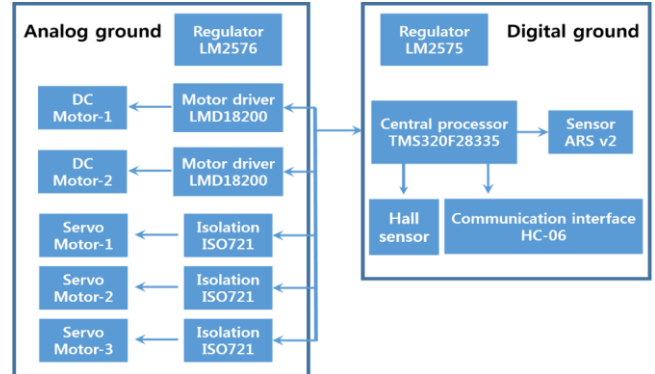 Analog ground
Regulator
LM2576
DC
Motor-1
Motor driver
LMD18200
DC
Motor-2
Motor driver
LMD18200
Servo
Motor-1
Isolation
ISO721
Servo
Motor-2
Isolation
ISO721
Servo
Motor-3
Isolation
ISO721
Regulator
LM2575
Digital ground
Central processor
TMS320F28335
Sensor
ARS v2
Hall
sensor
Communication interface
HC-06